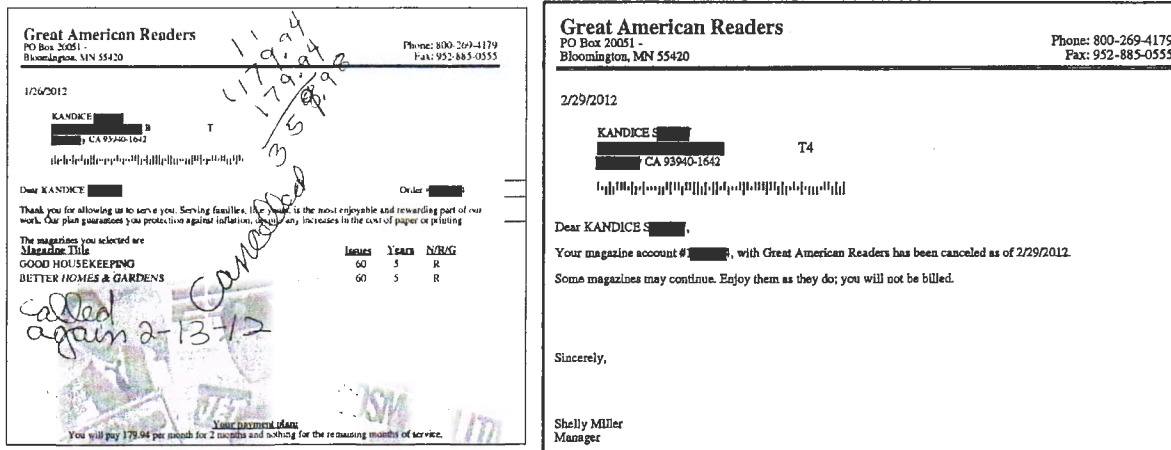 Great American Readers
PO Box 20051 -
Bloomington, MN 55420
Phone: 800-269-4179
Fax: 952-885-0555
1/26/2012
KANDICE
B T
, CA 93940-1642
Dear KANDICE
Order #
Thank you for allowing us to serve you. Serving families, like yours, is the most enjoyable and rewarding part of our
work. Our plan guarantees you protection against inflation, despite any increases in the cost of paper or printing
The magazines you selected are
Magazine Title Issues Years N/R/G
GOOD HOUSEKEEPING 60 5 R
BETTER HOMES & GARDENS 60 5 R
11
179.94
179.94
Cancelled
called
again 2-13-12
JET
Your payment plan:
You will pay 179.94 per month for 2 months and nothing for the remaining months of service.
Great American Readers
PO Box 20051 -
Bloomington, MN 55420
Phone: 800-269-4179
Fax: 952-885-0555
2/29/2012
KANDICE S
T4
CA 93940-1642
Dear KANDICE S ,
Your magazine account # , with Great American Readers has been canceled as of 2/29/2012.
Some magazines may continue. Enjoy them as they do; you will not be billed.
Sincerely,
Shelly Miller
Manager